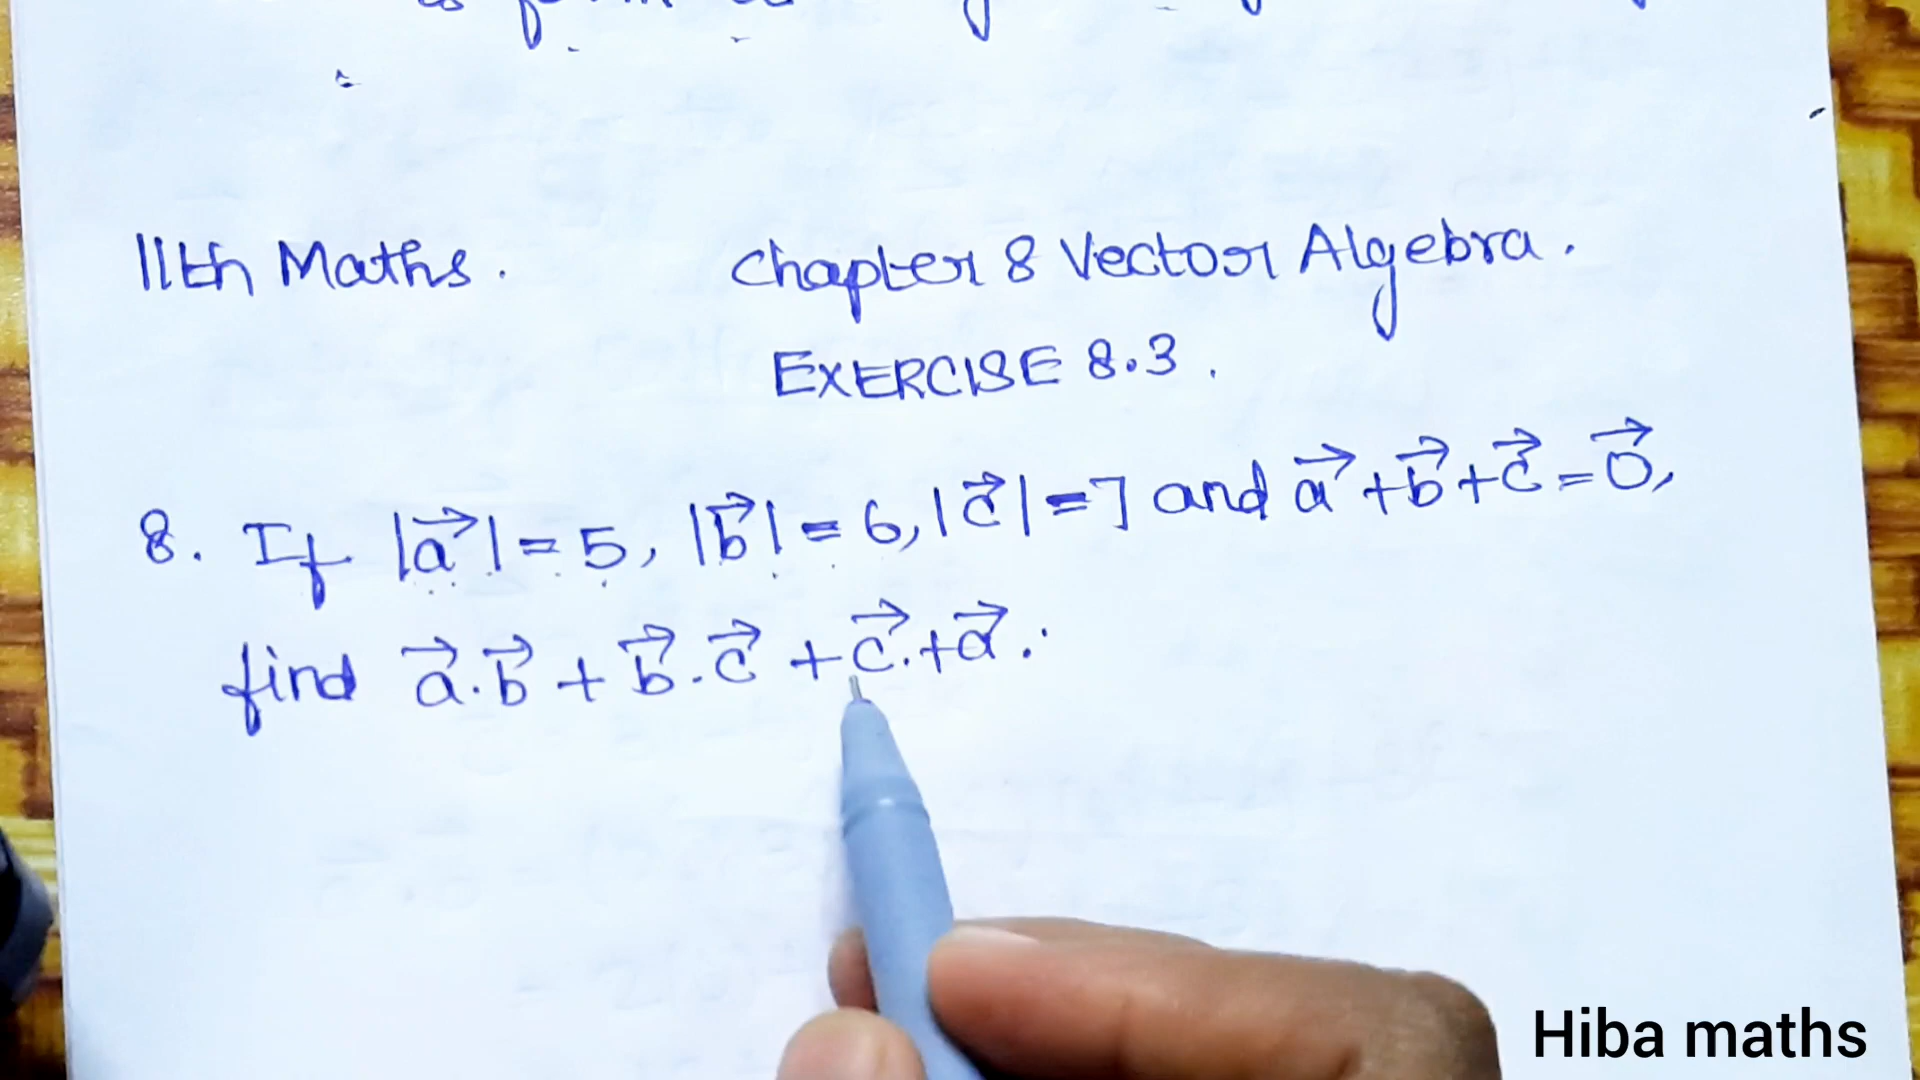 11th Maths. Chapter 8 Vector Algebra.
EXERCISE 8.3.
8. If |a⃗| = 5, |b⃗| = 6, |c⃗| = 7 and a⃗ + b⃗ + c⃗ = 0⃗,
find a⃗.b⃗ + b⃗.c⃗ + c⃗.+a⃗.
Hiba maths